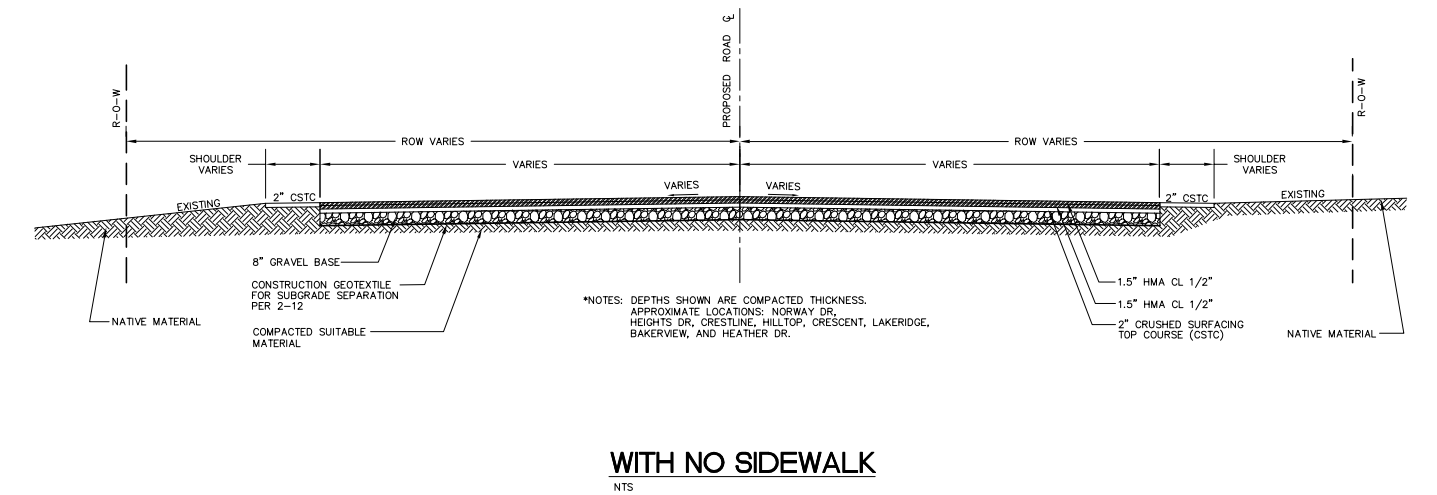 PROPOSED ROAD ℄
R-O-W
R-O-W
ROW VARIES
ROW VARIES
SHOULDER
VARIES
VARIES
VARIES
SHOULDER
VARIES
VARIES
VARIES
EXISTING
2" CSTC
2" CSTC
EXISTING
8" GRAVEL BASE
CONSTRUCTION GEOTEXTILE
FOR SUBGRADE SEPARATION
PER 2-12
COMPACTED SUITABLE
MATERIAL
NATIVE MATERIAL
*NOTES: DEPTHS SHOWN ARE COMPACTED THICKNESS.
APPROXIMATE LOCATIONS: NORWAY DR,
HEIGHTS DR, CRESTLINE, HILLTOP, CRESCENT, LAKERIDGE,
BAKERVIEW, AND HEATHER DR.
1.5" HMA CL 1/2"
1.5" HMA CL 1/2"
2" CRUSHED SURFACING
TOP COURSE (CSTC)
NATIVE MATERIAL
WITH NO SIDEWALK
NTS